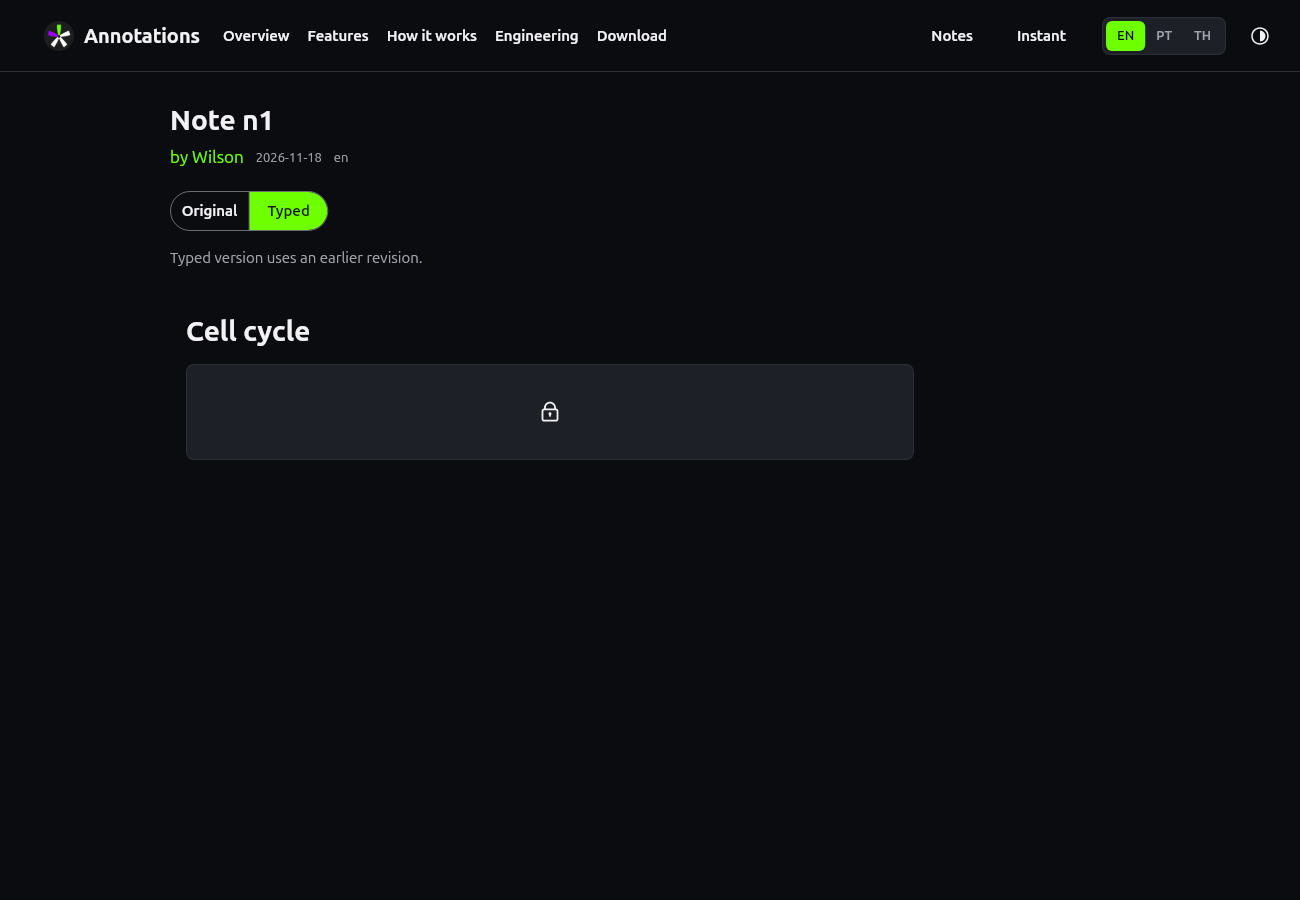 Annotations Overview Features How it works Engineering Download Notes Instant EN PT TH
Note n1
by Wilson 2026-11-18 en
Original Typed
Typed version uses an earlier revision.
Cell cycle